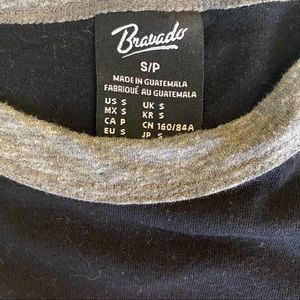 Bravado
S/P
MADE IN GUATEMALA
FABRIQUÉ AU GUATEMALA
US S UK S
MX S KR S
CA P CN 160/84A
EU S JP S